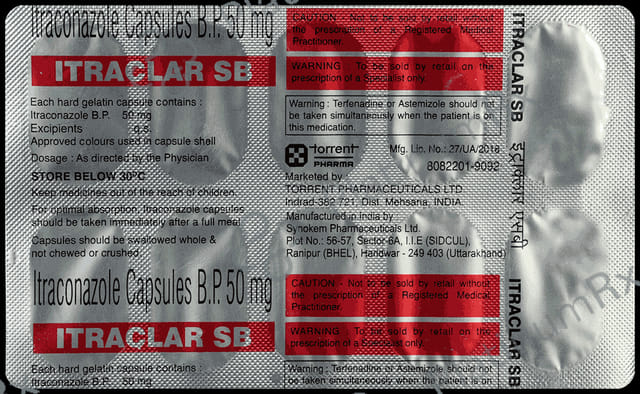 Itraconazole Capsules B.P. 50 mg
ITRACLAR SB
Each hard gelatin capsule contains :
Itraconazole B.P. 50 mg
Excipients q.s.
Approved colours used in capsule shell
Dosage : As directed by the Physician
STORE BELOW 30°C
Keep medicines out of the reach of children.
For optimal absorption, Itraconazole capsules
should be taken immediately after a full meal
Capsules should be swallowed whole &
not chewed or crushed.
Itraconazole Capsules B.P. 50 mg
ITRACLAR SB
Each hard gelatin capsule contains :
Itraconazole B.P. 50 mg
CAUTION - Not to be sold by retail without
the prescription of a Registered Medical
Practitioner.
WARNING : To be sold by retail on the
prescription of a Specialist only.
Warning : Terfenadine or Astemizole should not
be taken simultaneously when the patient is on
this medication.
torrent
PHARMA
Mfg. Lic. No.: 27/UA/2018
8082201-9092
Marketed by :
TORRENT PHARMACEUTICALS LTD
Indrad-382 721, Dist. Mehsana, INDIA
Manufactured in India by
Synokem Pharmaceuticals Ltd.
Plot No.: 56-57, Sector-6A, I.I.E (SIDCUL),
Ranipur (BHEL), Haridwar - 249 403 (Uttarakhand)
CAUTION - Not to be sold by retail without
the prescription of a Registered Medical
Practitioner.
WARNING : To be sold by retail on the
prescription of a Specialist only.
Warning : Terfenadine or Astemizole should not
be taken simultaneously when the patient is on
ITRACLAR SB
इट्राक्लार एसबी
ITRACLAR SB